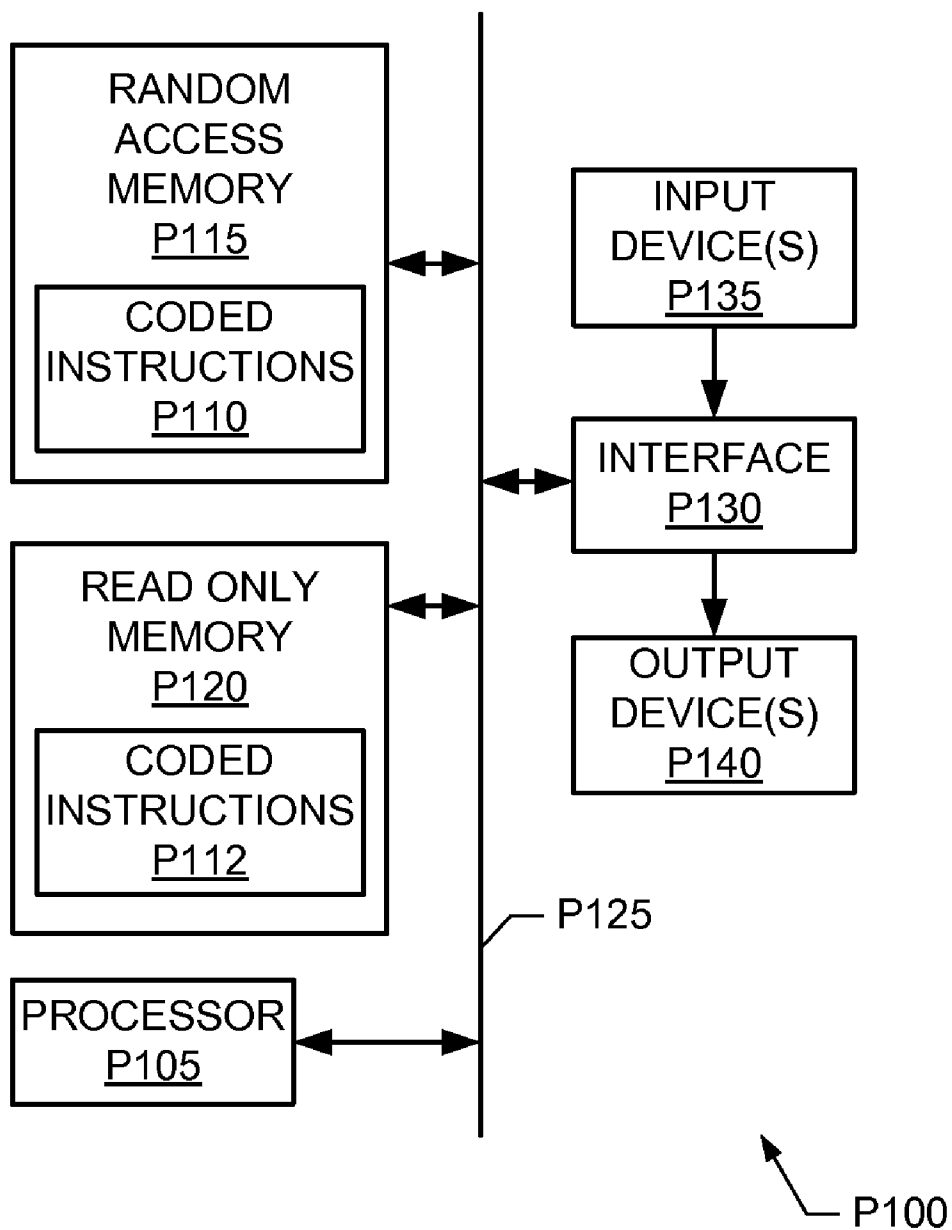 RANDOM
ACCESS
MEMORY
P115
CODED
INSTRUCTIONS
P110
READ ONLY
MEMORY
P120
CODED
INSTRUCTIONS
P112
PROCESSOR
P105
INPUT
DEVICE(S)
P135
INTERFACE
P130
OUTPUT
DEVICE(S)
P140
P125
P100